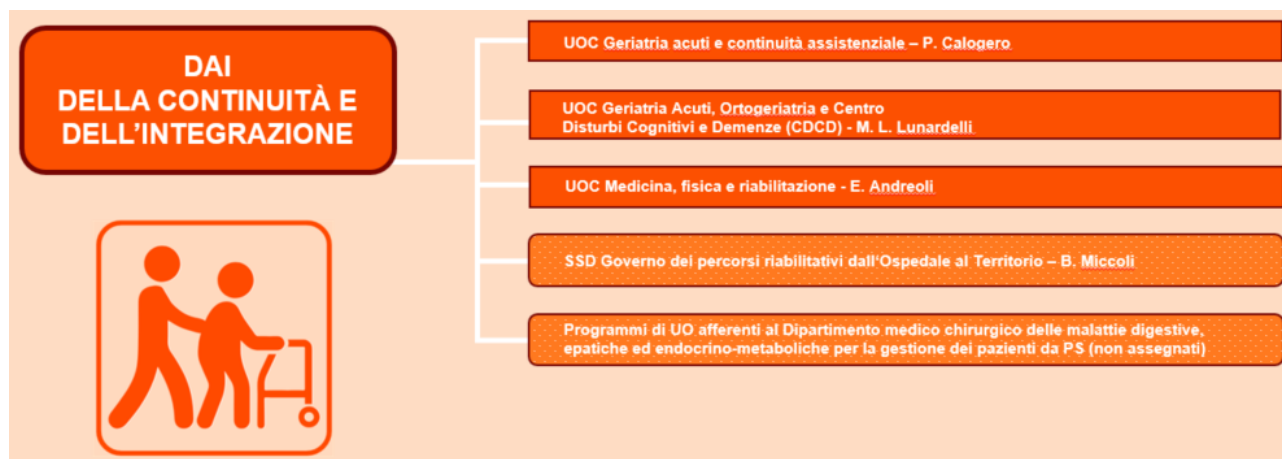 DAI
DELLA CONTINUITÀ E
DELL'INTEGRAZIONE
UOC Geriatria acuti e continuità assistenziale – P. Calogero
UOC Geriatria Acuti, Ortogeriatria e Centro
Disturbi Cognitivi e Demenze (CDCD) - M. L. Lunardelli
UOC Medicina, fisica e riabilitazione - E. Andreoli
SSD Governo dei percorsi riabilitativi dall'Ospedale al Territorio – B. Miccoli
Programmi di UO afferenti al Dipartimento medico chirurgico delle malattie digestive,
epatiche ed endocrino-metaboliche per la gestione dei pazienti da PS (non assegnati)